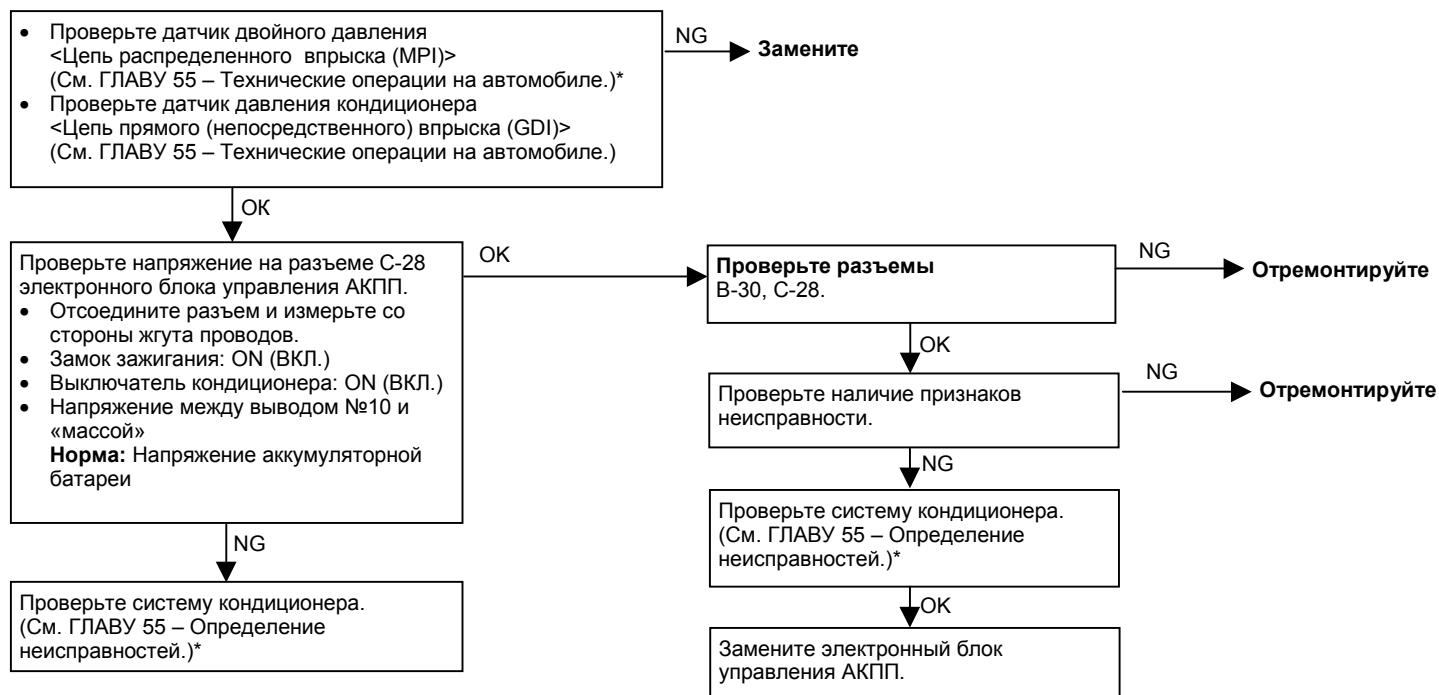 • Проверьте датчик двойного давления
<Цепь распределенного впрыска (MPI)>
(См. ГЛАВУ 55 – Технические операции на автомобиле.)*
• Проверьте датчик давления кондиционера
<Цепь прямого (непосредственного) впрыска (GDI)>
(См. ГЛАВУ 55 – Технические операции на автомобиле.)
NG
Замените
OK
Проверьте напряжение на разъеме C-28
электронного блока управления АКПП.
• Отсоедините разъем и измерьте со
стороны жгута проводов.
• Замок зажигания: ON (ВКЛ.)
• Выключатель кондиционера: ON (ВКЛ.)
• Напряжение между выводом №10 и
«массой»
Норма: Напряжение аккумуляторной
батареи
OK
Проверьте разъемы
B-30, C-28.
NG
Отремонтируйте
OK
Проверьте наличие признаков
неисправности.
NG
Отремонтируйте
NG
Проверьте систему кондиционера.
(См. ГЛАВУ 55 – Определение
неисправностей.)*
OK
Замените электронный блок
управления АКПП.
NG
Проверьте систему кондиционера.
(См. ГЛАВУ 55 – Определение
неисправностей.)*